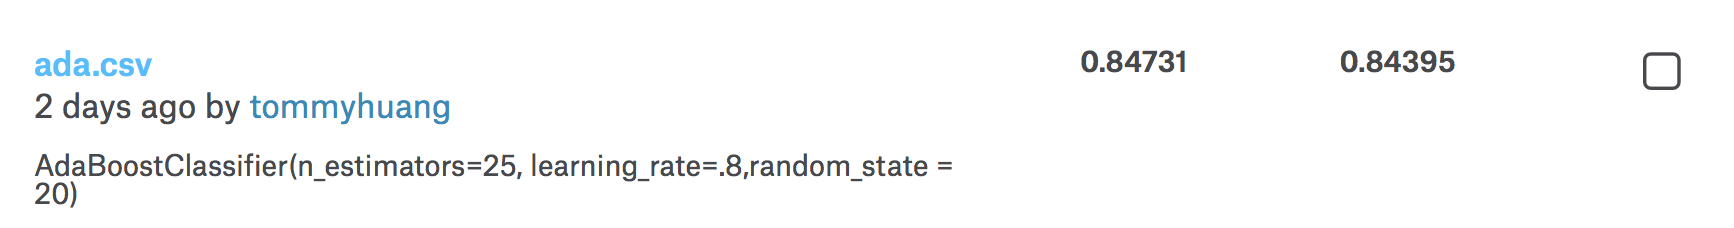 ada.csv 0.84731 0.84395
2 days ago by tommyhuang
AdaBoostClassifier(n_estimators=25, learning_rate=.8,random_state =
20)